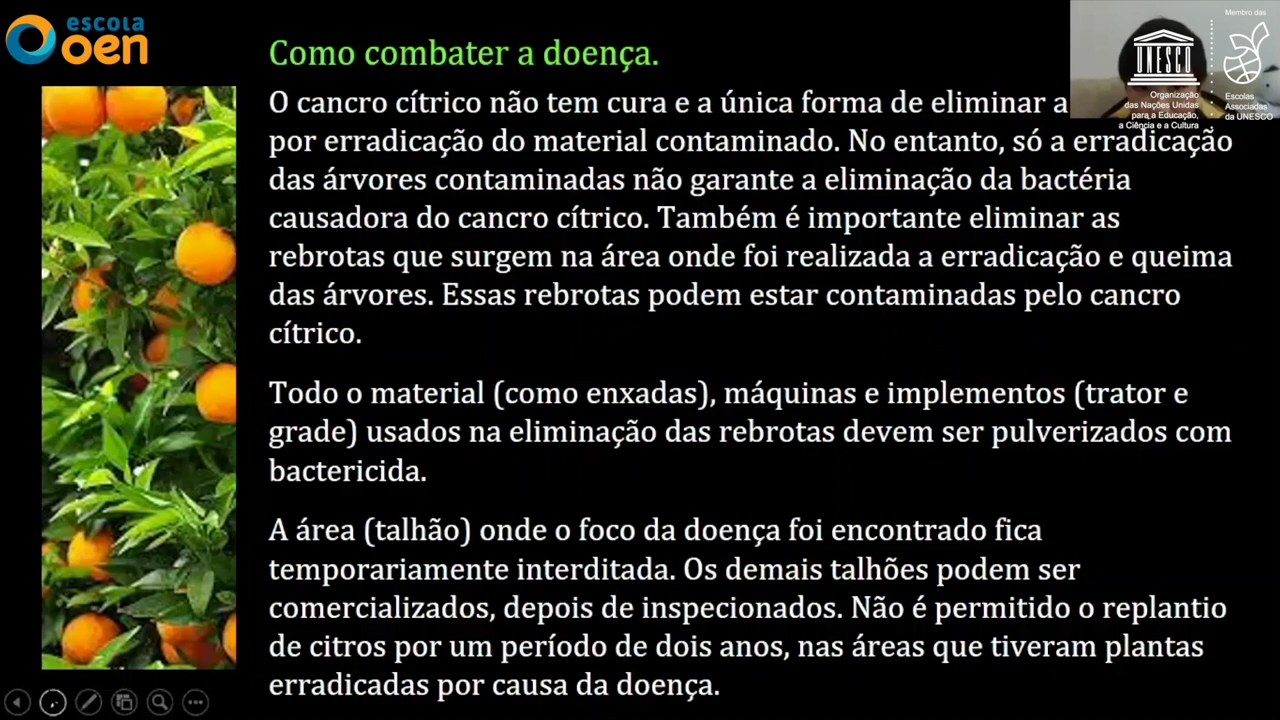 escola
oen
Como combater a doença.
O cancro cítrico não tem cura e a única forma de eliminar a
por erradicação do material contaminado. No entanto, só a erradicação
das árvores contaminadas não garante a eliminação da bactéria
causadora do cancro cítrico. Também é importante eliminar as
rebrotas que surgem na área onde foi realizada a erradicação e queima
das árvores. Essas rebrotas podem estar contaminadas pelo cancro
cítrico.
Todo o material (como enxadas), máquinas e implementos (trator e
grade) usados na eliminação das rebrotas devem ser pulverizados com
bactericida.
A área (talhão) onde o foco da doença foi encontrado fica
temporariamente interditada. Os demais talhões podem ser
comercializados, depois de inspecionados. Não é permitido o replantio
de citros por um período de dois anos, nas áreas que tiveram plantas
erradicadas por causa da doença.
UNESCO
Organização
das Nações Unidas
para a Educação,
a Ciência e a Cultura
Membro das
Escolas
Associadas
da UNESCO